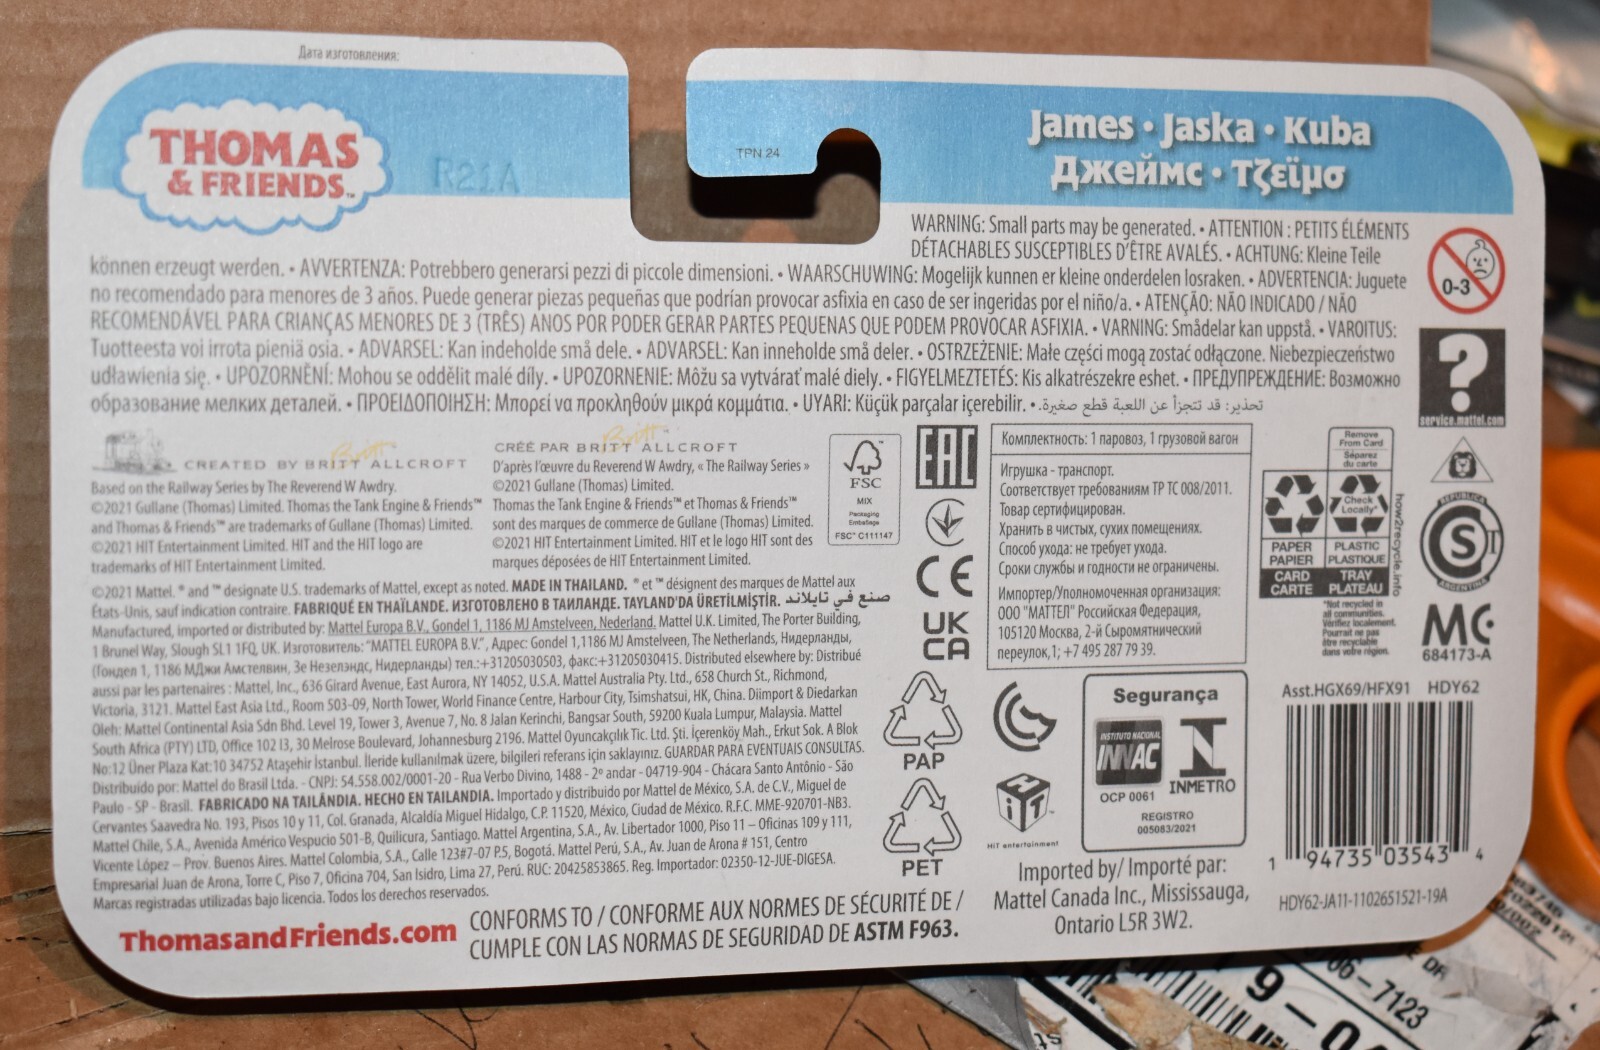 Дата изготовления:
THOMAS
& FRIENDS™
R21A
TPN 24
James • Jaska • Kuba
Джеймс • Τζεϊμσ
WARNING: Small parts may be generated. • ATTENTION : PETITS ÉLÉMENTS
DÉTACHABLES SUSCEPTIBLES D'ÊTRE AVALÉS. • ACHTUNG: Kleine Teile
können erzeugt werden. • AVVERTENZA: Potrebbero generarsi pezzi di piccole dimensioni. • WAARSCHUWING: Mogelijk kunnen er kleine onderdelen losraken. • ADVERTENCIA: Juguete
no recomendado para menores de 3 años. Puede generar piezas pequeñas que podrían provocar asfixia en caso de ser ingeridas por el niño/a. • ATENÇÃO: NÃO INDICADO / NÃO
RECOMENDÁVEL PARA CRIANÇAS MENORES DE 3 (TRÊS) ANOS POR PODER GERAR PARTES PEQUENAS QUE PODEM PROVOCAR ASFIXIA. • VARNING: Smådelar kan uppstå. • VAROITUS:
Tuotteesta voi irrota pieniä osia. • ADVARSEL: Kan indeholde små dele. • ADVARSEL: Kan inneholde små deler. • OSTRZEŻENIE: Małe części mogą zostać odłączone. Niebezpieczeństwo
udławienia się. • UPOZORNĚNÍ: Mohou se oddělit malé díly. • UPOZORNENIE: Môžu sa vytvárať malé diely. • FIGYELMEZTETÉS: Kis alkatrészekre eshet. • ПРЕДУПРЕЖДЕНИЕ: Возможно
образование мелких деталей. • ΠΡΟΕΙΔΟΠΟΙΗΣΗ: Μπορεί να προκληθούν μικρά κομμάτια. • UYARI: Küçük parçalar içerebilir. • تحذير: قد تتجزأ عن اللعبة قطع صغيرة.
0-3
?
service.mattel.com
Britt
CREATED BY BRITT ALLCROFT
Based on the Railway Series by The Reverend W Awdry.
©2021 Gullane (Thomas) Limited. Thomas the Tank Engine & Friends™
and Thomas & Friends™ are trademarks of Gullane (Thomas) Limited.
©2021 HIT Entertainment Limited. HIT and the HIT logo are
trademarks of HIT Entertainment Limited.
Britt
CRÉÉ PAR BRITT ALLCROFT
D'après l'œuvre du Reverend W Awdry, « The Railway Series »
©2021 Gullane (Thomas) Limited.
Thomas the Tank Engine & Friends™ et Thomas & Friends™
sont des marques de commerce de Gullane (Thomas) Limited.
©2021 HIT Entertainment Limited. HIT et le logo HIT sont des
marques déposées de HIT Entertainment Limited.
©2021 Mattel. ® and ™ designate U.S. trademarks of Mattel, except as noted. MADE IN THAILAND. ® et ™ désignent des marques de Mattel aux
États-Unis, sauf indication contraire. FABRIQUÉ EN THAÏLANDE. ИЗГОТОВЛЕНО В ТАИЛАНДЕ. TAYLAND'DA ÜRETİLMİŞTİR. صنع في تايلاند
Manufactured, imported or distributed by: Mattel Europa B.V., Gondel 1, 1186 MJ Amstelveen, Nederland. Mattel U.K. Limited, The Porter Building,
1 Brunel Way, Slough SL1 1FQ, UK. Изготовитель: "MATTEL EUROPA B.V.", Адрес: Gondel 1,1186 MJ Amstelveen, The Netherlands, Нидерланды,
(Гондел 1, 1186 МДжи Амстелвин, Зе Незелэндс, Нидерланды) тел.:+31205030503, факс:+31205030415. Distributed elsewhere by: Distribué
aussi par les partenaires : Mattel, Inc., 636 Girard Avenue, East Aurora, NY 14052, U.S.A. Mattel Australia Pty. Ltd., 658 Church St., Richmond,
Victoria, 3121. Mattel East Asia Ltd., Room 503-09, North Tower, World Finance Centre, Harbour City, Tsimshatsui, HK, China. Diimport & Diedarkan
Oleh: Mattel Continental Asia Sdn Bhd. Level 19, Tower 3, Avenue 7, No. 8 Jalan Kerinchi, Bangsar South, 59200 Kuala Lumpur, Malaysia. Mattel
South Africa (PTY) LTD, Office 102 I3, 30 Melrose Boulevard, Johannesburg 2196. Mattel Oyuncakçılık Tic. Ltd. Şti. İçerenköy Mah., Erkut Sok. A Blok
No:12 Üner Plaza Kat:10 34752 Ataşehir İstanbul. İleride kullanılmak üzere, bilgileri referans için saklayınız. GUARDAR PARA EVENTUAIS CONSULTAS.
Distribuido por: Mattel do Brasil Ltda. - CNPJ: 54.558.002/0001-20 - Rua Verbo Divino, 1488 - 2º andar - 04719-904 - Chácara Santo Antônio - São
Paulo - SP - Brasil. FABRICADO NA TAILÂNDIA. HECHO EN TAILANDIA. Importado y distribuido por Mattel de México, S.A. de C.V., Miguel de
Cervantes Saavedra No. 193, Pisos 10 y 11, Col. Granada, Alcaldía Miguel Hidalgo, C.P. 11520, México, Ciudad de México. R.F.C. MME-920701-NB3.
Mattel Chile, S.A., Avenida Américo Vespucio 501-B, Quilicura, Santiago. Mattel Argentina, S.A., Av. Libertador 1000, Piso 11 – Oficinas 109 y 111,
Vicente López – Prov. Buenos Aires. Mattel Colombia, S.A., Calle 123#7-07 P.5, Bogotá. Mattel Perú, S.A., Av. Juan de Arona # 151, Centro
Empresarial Juan de Arona, Torre C, Piso 7, Oficina 704, San Isidro, Lima 27, Perú. RUC: 20425853865. Reg. Importador: 02350-12-JUE-DIGESA.
Marcas registradas utilizadas bajo licencia. Todos los derechos reservados.
ThomasandFriends.com
CONFORMS TO / CONFORME AUX NORMES DE SÉCURITÉ DE /
CUMPLE CON LAS NORMAS DE SEGURIDAD DE ASTM F963.
FSC
MIX
Packaging
Emballage
FSC® C111147
EAC
CE
UK
CA
Комплектность: 1 паровоз, 1 грузовой вагон
Игрушка - транспорт.
Соответствует требованиям ТР ТС 008/2011.
Товар сертифицирован.
Хранить в чистых, сухих помещениях.
Способ ухода: не требует ухода.
Сроки службы и годности не ограничены.
Импортер/Уполномоченная организация:
ООО "МАТТЕЛ" Российская Федерация,
105120 Москва, 2-й Сыромятнический
переулок,1; +7 495 287 79 39.
PAP
PET
HIT
HiT entertainment
Segurança
INSTITUTO NACIONAL
INNAC
OCP 0061
INMETRO
REGISTRO
005083/2021
Imported by/ Importé par:
Mattel Canada Inc., Mississauga,
Ontario L5R 3W2.
Remove
From Card
Séparez
du carte
Check
Locally*
PAPER
PAPIER
PLASTIC
PLASTIQUE
CARD
CARTE
TRAY
PLATEAU
how2recycle.info
*Not recycled in
all communities.
Vérifiez localement.
Pourrait ne pas
être recyclable
dans votre région.
REPUBLICA
S
ARGENTINA
MC
684173-A
Asst.HGX69/HFX91 HDY62
1 94735 03543 4
HDY62-JA11-1102651521-19A
06-7123
9-0